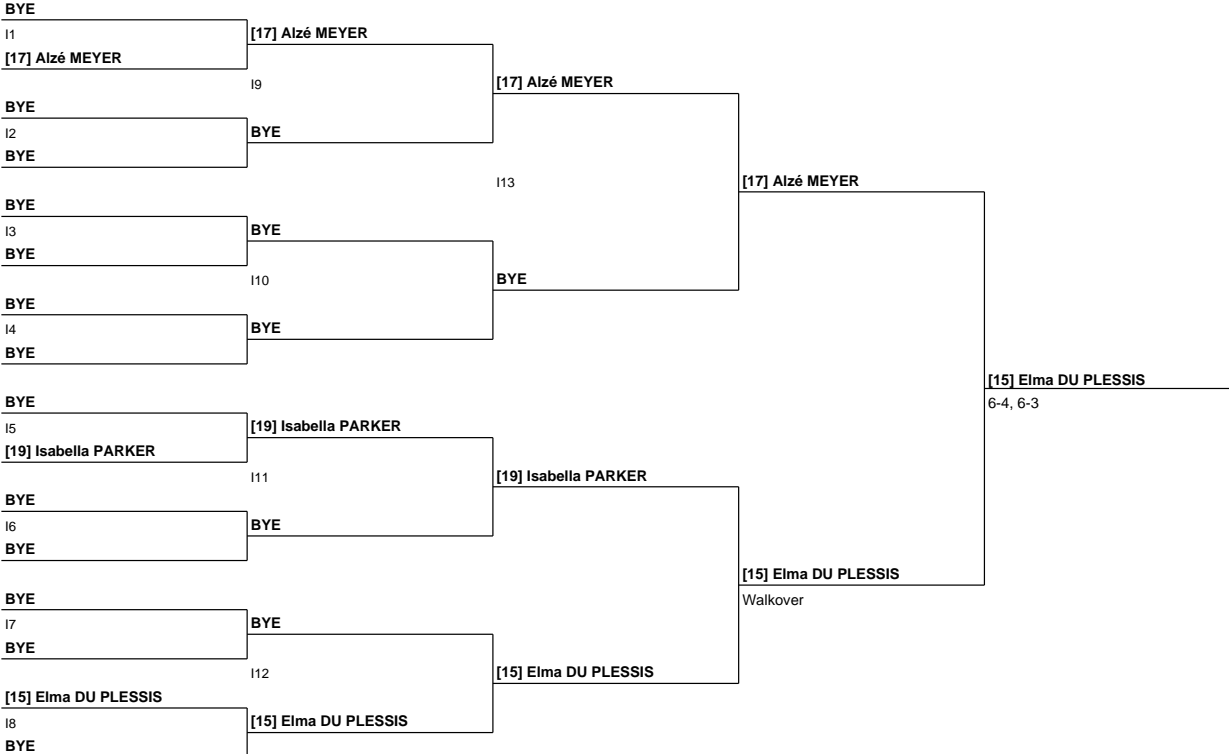 BYE
I1
[17] Alzé MEYER
[17] Alzé MEYER
I9
[17] Alzé MEYER
BYE
I2
BYE
BYE
I13
[17] Alzé MEYER
BYE
I3
BYE
BYE
I10
BYE
BYE
I4
BYE
BYE
[15] Elma DU PLESSIS
6-4, 6-3
BYE
I5
[19] Isabella PARKER
[19] Isabella PARKER
I11
[19] Isabella PARKER
BYE
I6
BYE
BYE
[15] Elma DU PLESSIS
Walkover
BYE
I7
BYE
BYE
I12
[15] Elma DU PLESSIS
[15] Elma DU PLESSIS
I8
BYE
[15] Elma DU PLESSIS